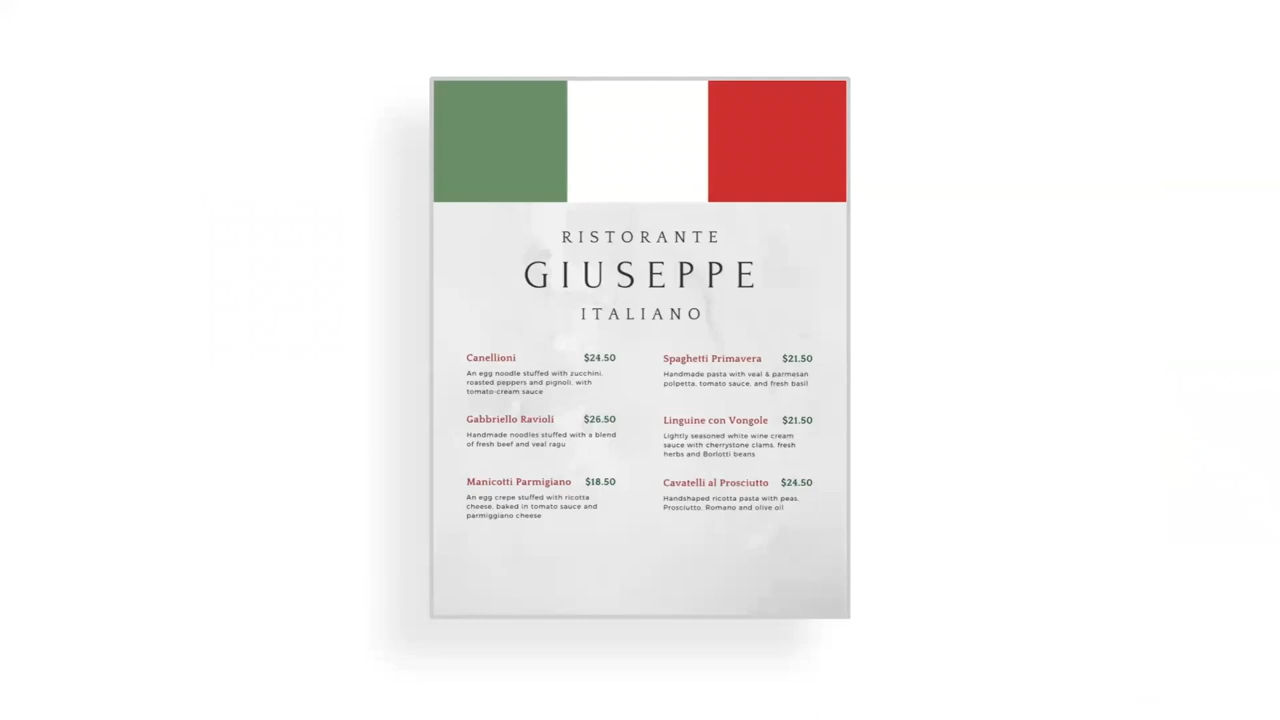 RISTORANTE
GIUSEPPE
ITALIANO
Canellioni $24.50
An egg noodle stuffed with zucchini,
roasted peppers and pignoli, with
tomato-cream sauce
Gabbriello Ravioli $26.50
Handmade noodles stuffed with a blend
of fresh beef and veal ragu
Manicotti Parmigiano $18.50
An egg crepe stuffed with ricotta
cheese, baked in tomato sauce and
parmiggiano cheese
Spaghetti Primavera $21.50
Handmade pasta with veal & parmesan
polpetta, tomato sauce, and fresh basil
Linguine con Vongole $21.50
Lightly seasoned white wine cream
sauce with cherrystone clams, fresh
herbs and Borlotti beans
Cavatelli al Prosciutto $24.50
Handshaped ricotta pasta with peas,
Prosciutto, Romano and olive oil